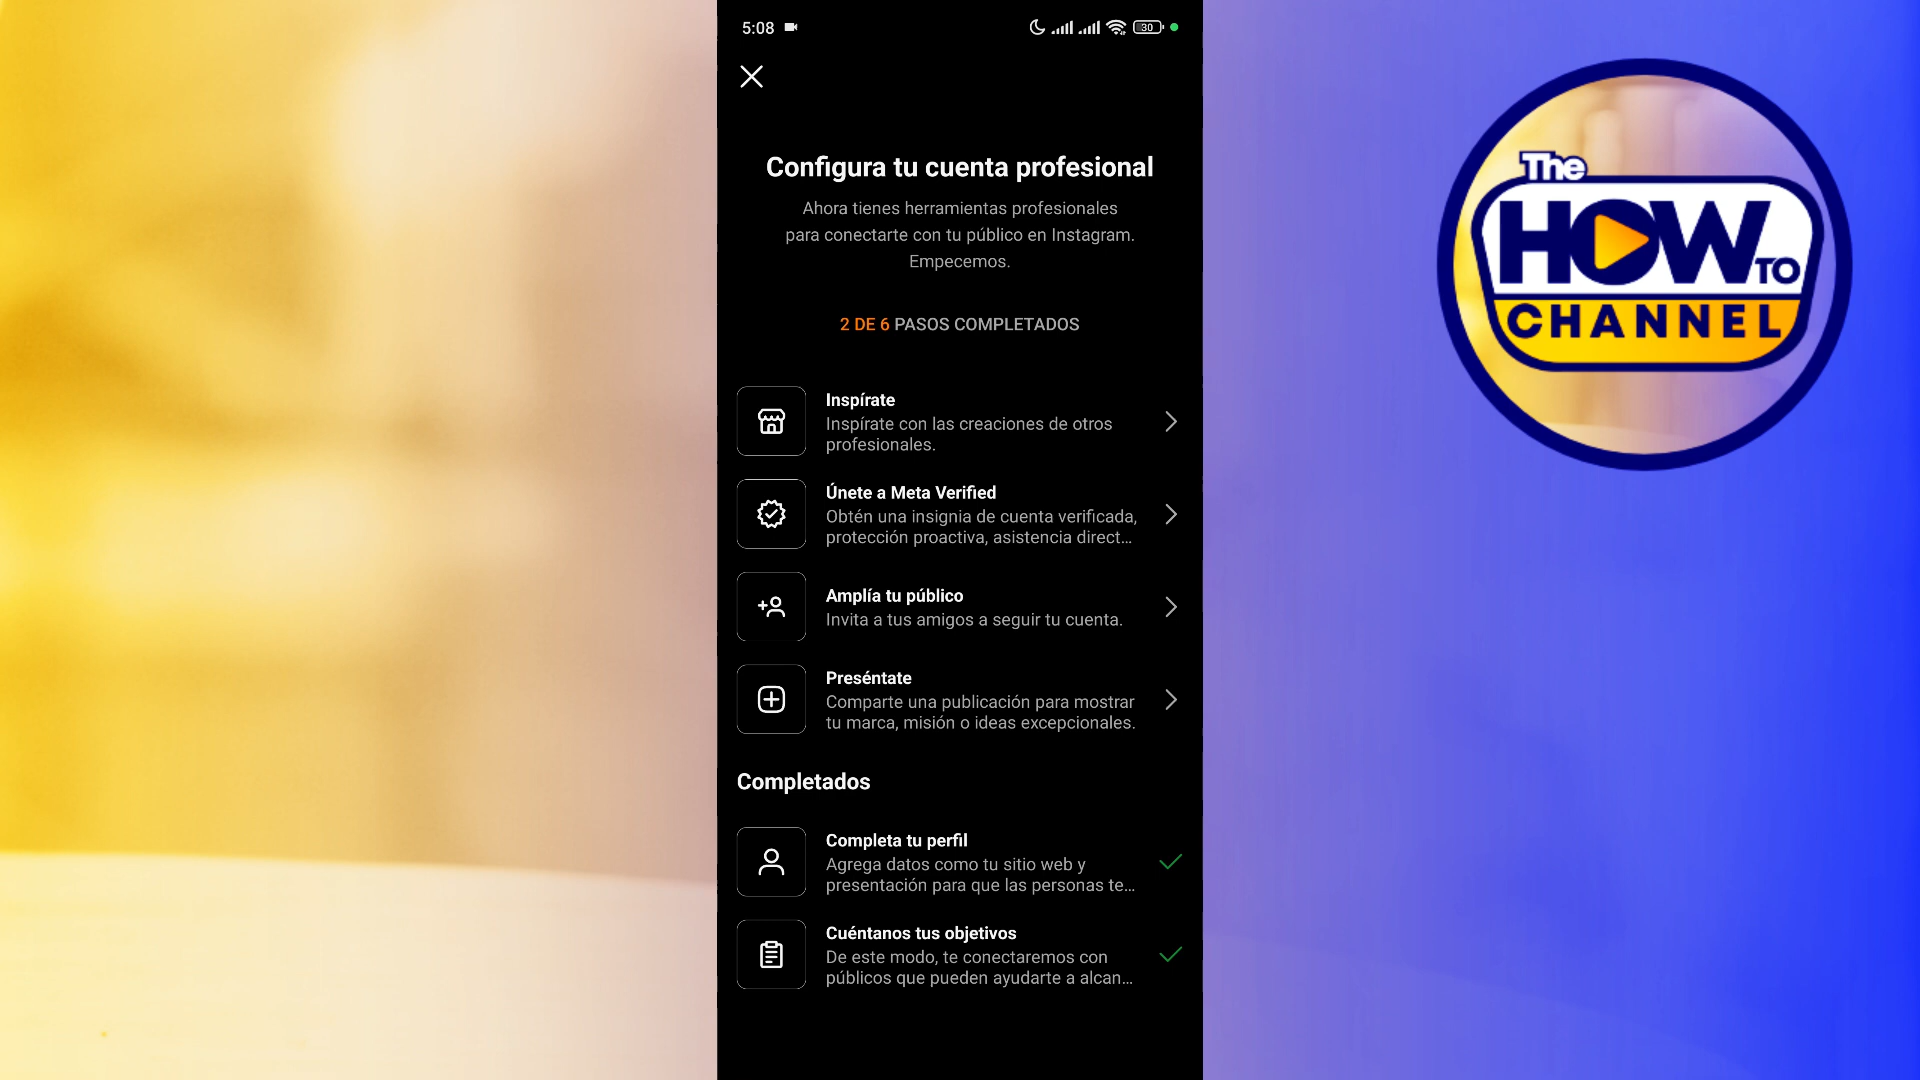 5:08
30
Configura tu cuenta profesional
Ahora tienes herramientas profesionales
para conectarte con tu público en Instagram.
Empecemos.
2 DE 6 PASOS COMPLETADOS
Inspírate
Inspírate con las creaciones de otros
profesionales.
Únete a Meta Verified
Obtén una insignia de cuenta verificada,
protección proactiva, asistencia direct...
Amplía tu público
Invita a tus amigos a seguir tu cuenta.
Preséntate
Comparte una publicación para mostrar
tu marca, misión o ideas excepcionales.
Completados
Completa tu perfil
Agrega datos como tu sitio web y
presentación para que las personas te...
Cuéntanos tus objetivos
De este modo, te conectaremos con
públicos que pueden ayudarte a alcan...
The
HOW TO
CHANNEL